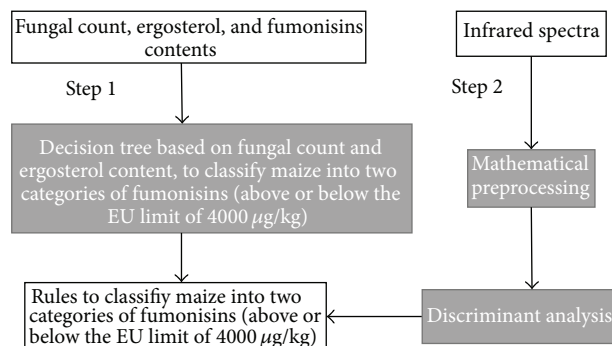 Fungal count, ergosterol, and fumonisins
contents
Infrared spectra
Step 1
Step 2
Decision tree based on fungal count and
ergosterol content, to classify maize into two
categories of fumonisins (above or below the
EU limit of 4000 μg/kg)
Mathematical
preprocessing
Rules to classifiy maize into two
categories of fumonisins (above or
below the EU limit of 4000 μg/kg)
Discriminant analysis